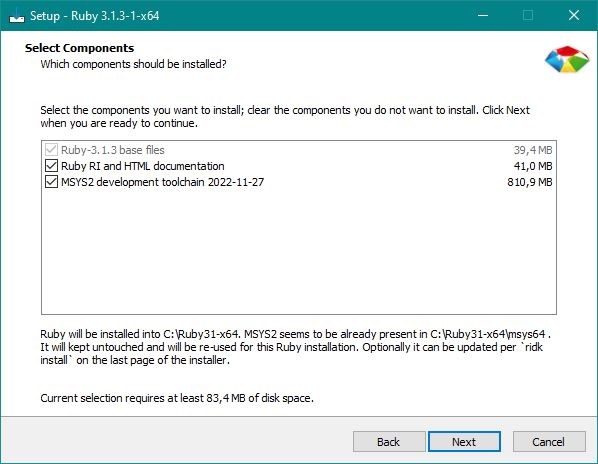 Setup - Ruby 3.1.3-1-x64
Select Components
Which components should be installed?
Select the components you want to install; clear the components you do not want to install. Click Next
when you are ready to continue.
Ruby-3.1.3 base files 39,4 MB
Ruby RI and HTML documentation 41,0 MB
MSYS2 development toolchain 2022-11-27 810,9 MB
Ruby will be installed into C:\Ruby31-x64. MSYS2 seems to be already present in C:\Ruby31-x64\msys64 .
It will kept untouched and will be re-used for this Ruby installation. Optionally it can be updated per `ridk
install` on the last page of the installer.
Current selection requires at least 83,4 MB of disk space.
Back Next Cancel